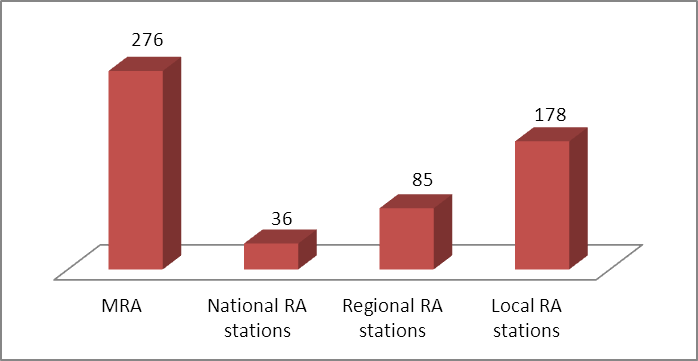 276
36
85
178
MRA
National RA
stations
Regional RA
stations
Local RA
stations